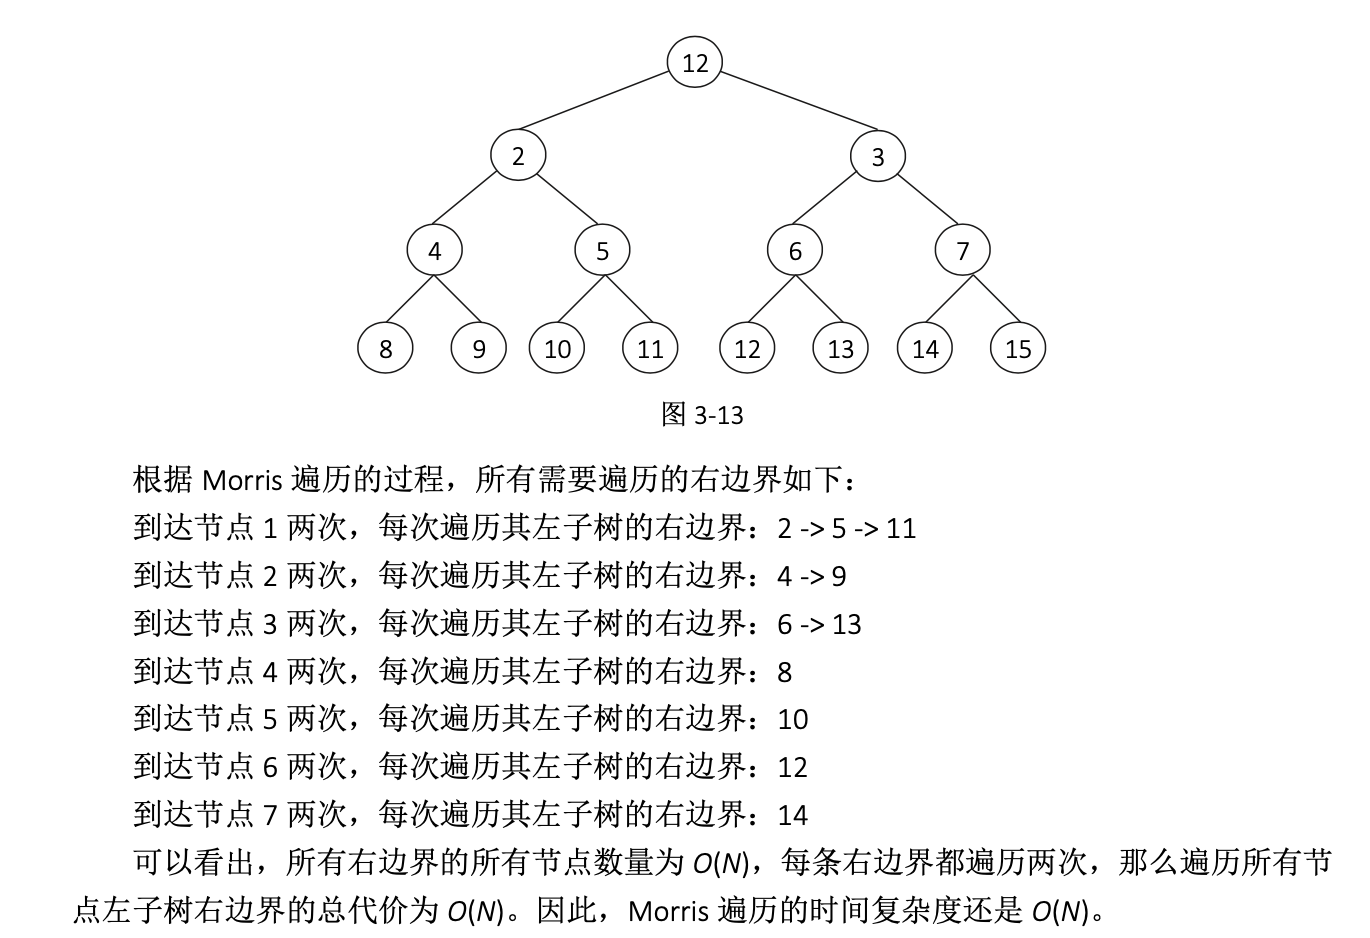 12
2 3
4 5 6 7
8 9 10 11 12 13 14 15
图 3-13
根据 Morris 遍历的过程，所有需要遍历的右边界如下：
到达节点 1 两次，每次遍历其左子树的右边界：2 -> 5 -> 11
到达节点 2 两次，每次遍历其左子树的右边界：4 -> 9
到达节点 3 两次，每次遍历其左子树的右边界：6 -> 13
到达节点 4 两次，每次遍历其左子树的右边界：8
到达节点 5 两次，每次遍历其左子树的右边界：10
到达节点 6 两次，每次遍历其左子树的右边界：12
到达节点 7 两次，每次遍历其左子树的右边界：14
可以看出，所有右边界的所有节点数量为 O(N)，每条右边界都遍历两次，那么遍历所有节
点左子树右边界的总代价为 O(N)。因此，Morris 遍历的时间复杂度还是 O(N)。